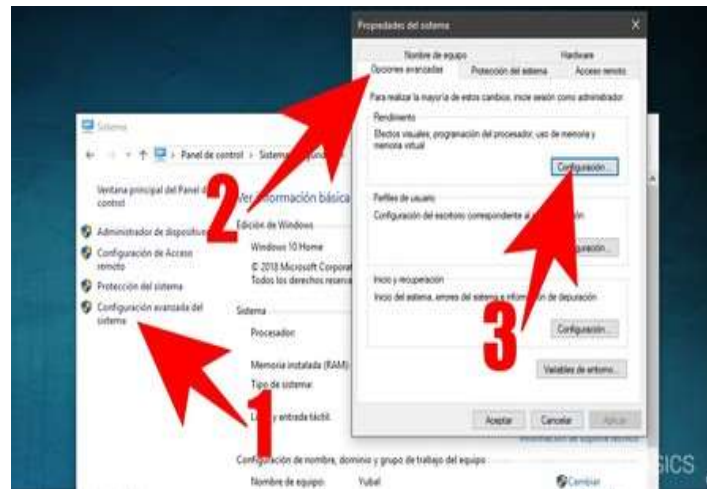 Propiedades del sistema
Nombre de equipo
Hardware
Opciones avanzadas
Protección del sistema
Acceso remoto
Para realizar la mayoría de estos cambios, inicie sesión como administrador.
Rendimiento
Efectos visuales, programación del procesador, uso de memoria y
memoria virtual
Configuración...
Perfiles de usuario
Configuración del escritorio correspondiente al
Inicio y recuperación
Inicio del sistema, errores del sistema e información de depuración
Configuración...
Variables de entorno...
Aceptar
Cancelar
Aplicar
Sistema
Panel de control > Sistema
Ventana principal del Panel
control
Administrador de dispositivos
Configuración de Acceso
remoto
Protección del sistema
Configuración avanzada del
sistema
Ver información básica
Edición de Windows
Windows 10 Home
© 2018 Microsoft
Todos los derechos
Sistema
Procesador:
Memoria instalada (RAM):
Tipo de sistema:
y entrada táctil:
Configuración de nombre, dominio y grupo de trabajo del equipo
Nombre de equipo:
Yubal
Cambiar
1
2
3